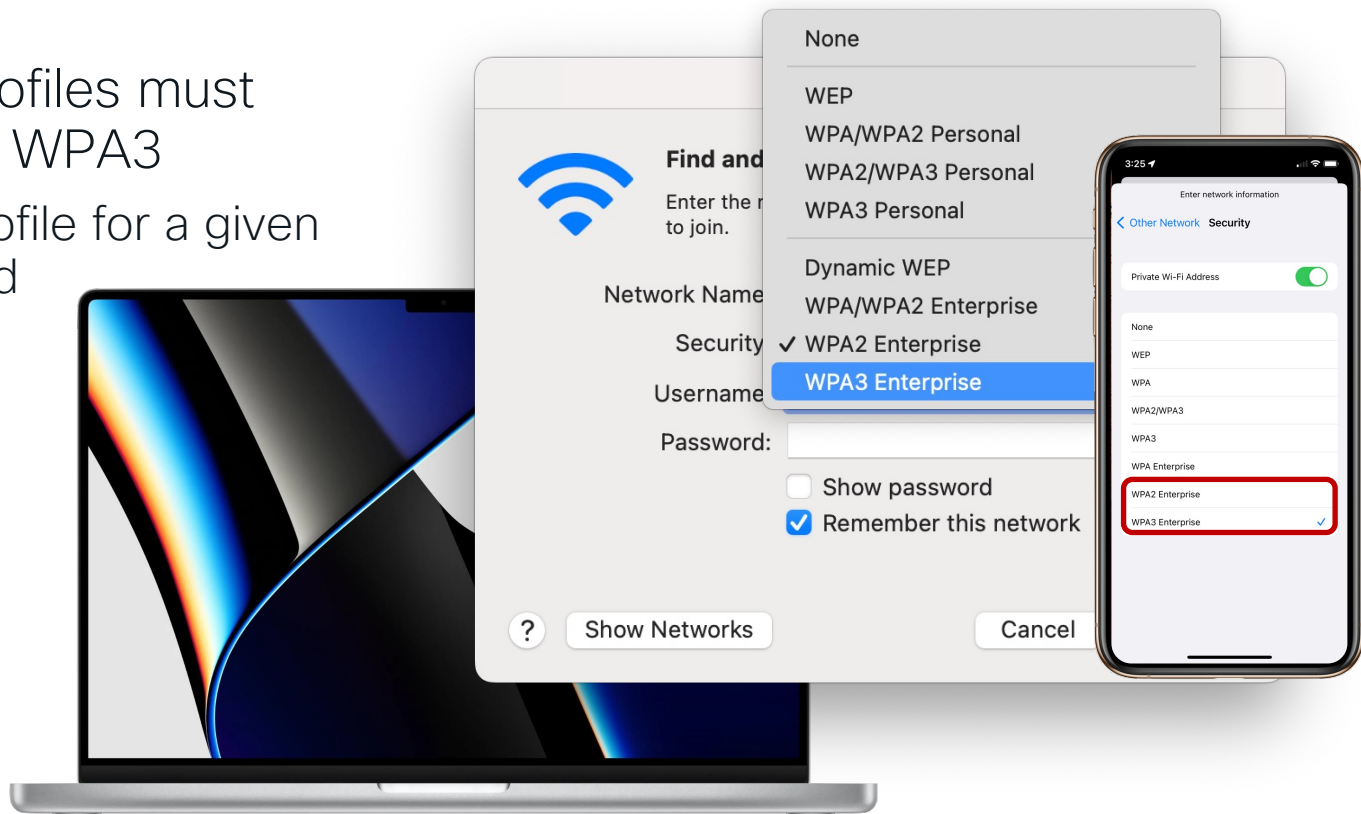 ofiles must
WPA3
ofile for a given
d
None
WEP
WPA/WPA2 Personal
WPA2/WPA3 Personal
WPA3 Personal
Dynamic WEP
WPA/WPA2 Enterprise
✓ WPA2 Enterprise
WPA3 Enterprise
Find and
Enter the
to join.
Network Name
Security
Username
Password:
Show password
Remember this network
?
Show Networks
Cancel
3:25
Enter network information
Other Network Security
Private Wi-Fi Address
None
WEP
WPA
WPA2/WPA3
WPA3
WPA Enterprise
WPA2 Enterprise
WPA3 Enterprise